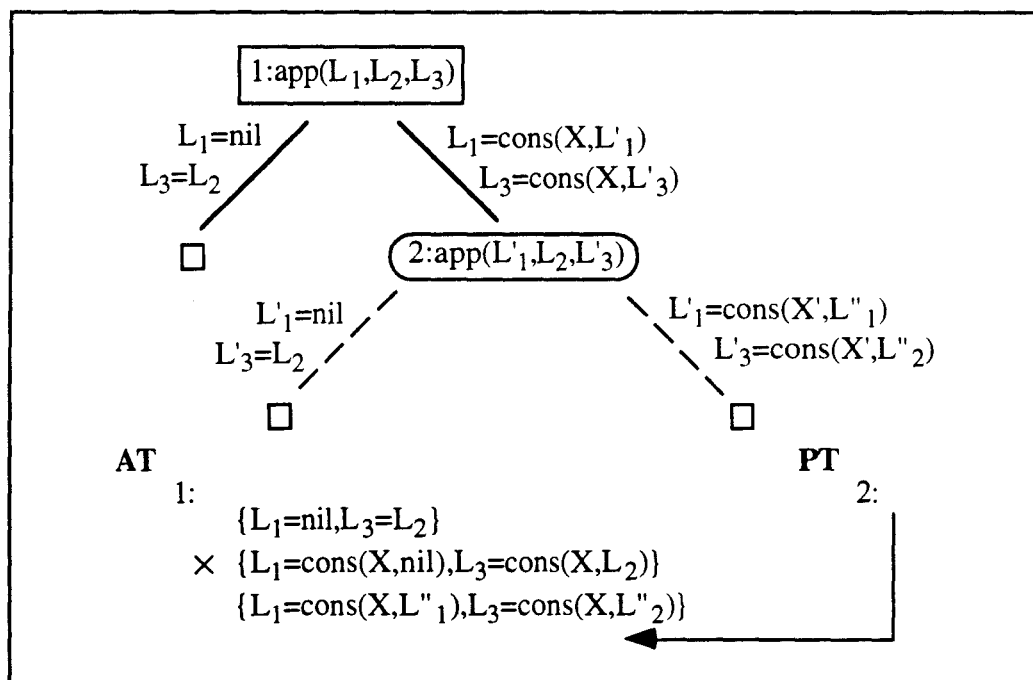 1:app(L₁,L₂,L₃)
L₁=nil
L₃=L₂
L₁=cons(X,L'₁)
L₃=cons(X,L'₃)
2:app(L'₁,L₂,L'₃)
L'₁=nil
L'₃=L₂
L'₁=cons(X',L"₁)
L'₃=cons(X',L"₂)
AT
PT
1:
2:
{L₁=nil,L₃=L₂}
× {L₁=cons(X,nil),L₃=cons(X,L₂)}
{L₁=cons(X,L"₁),L₃=cons(X,L"₂)}